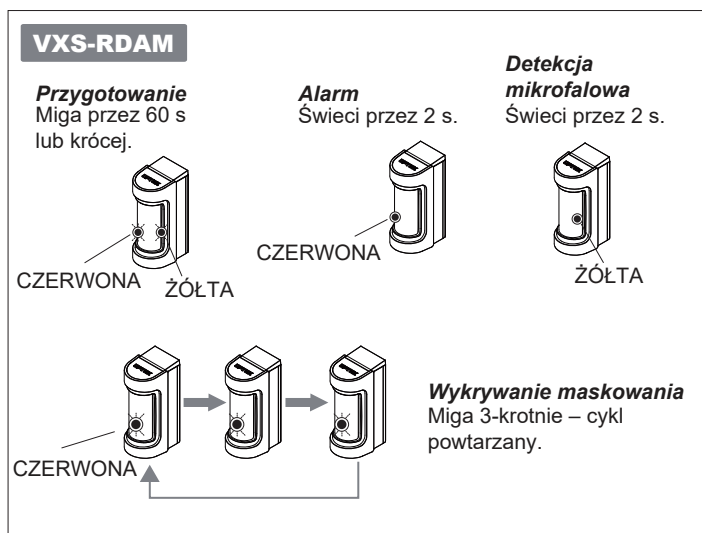 VXS-RDAM
Przygotowanie
Miga przez 60 s
lub krócej.
CZERWONA
ŻÓŁTA
Alarm
Świeci przez 2 s.
CZERWONA
Detekcja
mikrofalowa
Świeci przez 2 s.
ŻÓŁTA
CZERWONA
Wykrywanie maskowania
Miga 3-krotnie – cykl
powtarzany.